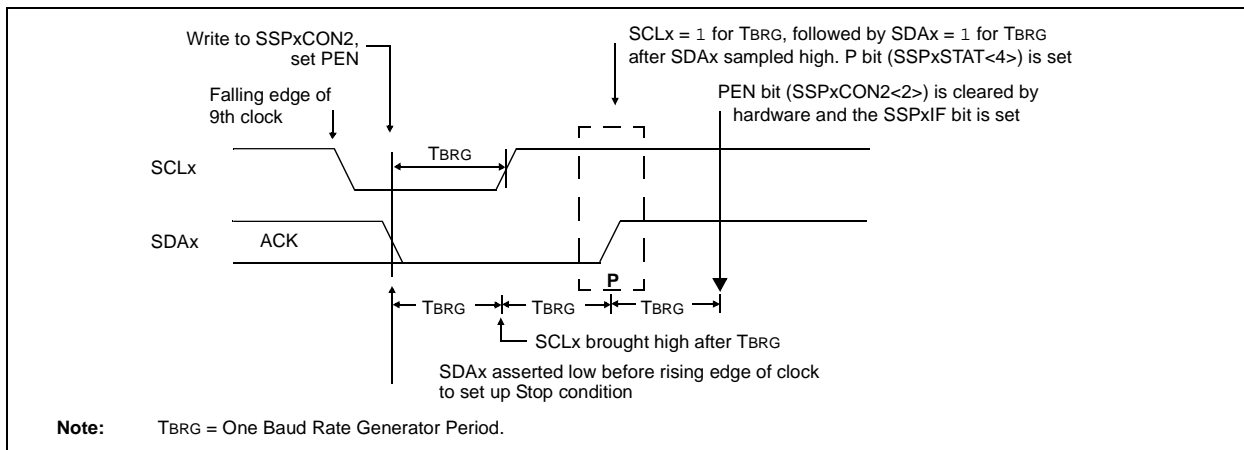 Write to SSPxCON2,
set PEN
SCLx = 1 for TBRG, followed by SDAx = 1 for TBRG
after SDAx sampled high. P bit (SSPxSTAT<4>) is set
Falling edge of
9th clock
PEN bit (SSPxCON2<2>) is cleared by
hardware and the SSPxIF bit is set
TBRG
SCLx
SDAx
ACK
P
TBRG
TBRG
TBRG
SCLx brought high after TBRG
SDAx asserted low before rising edge of clock
to set up Stop condition
Note: TBRG = One Baud Rate Generator Period.